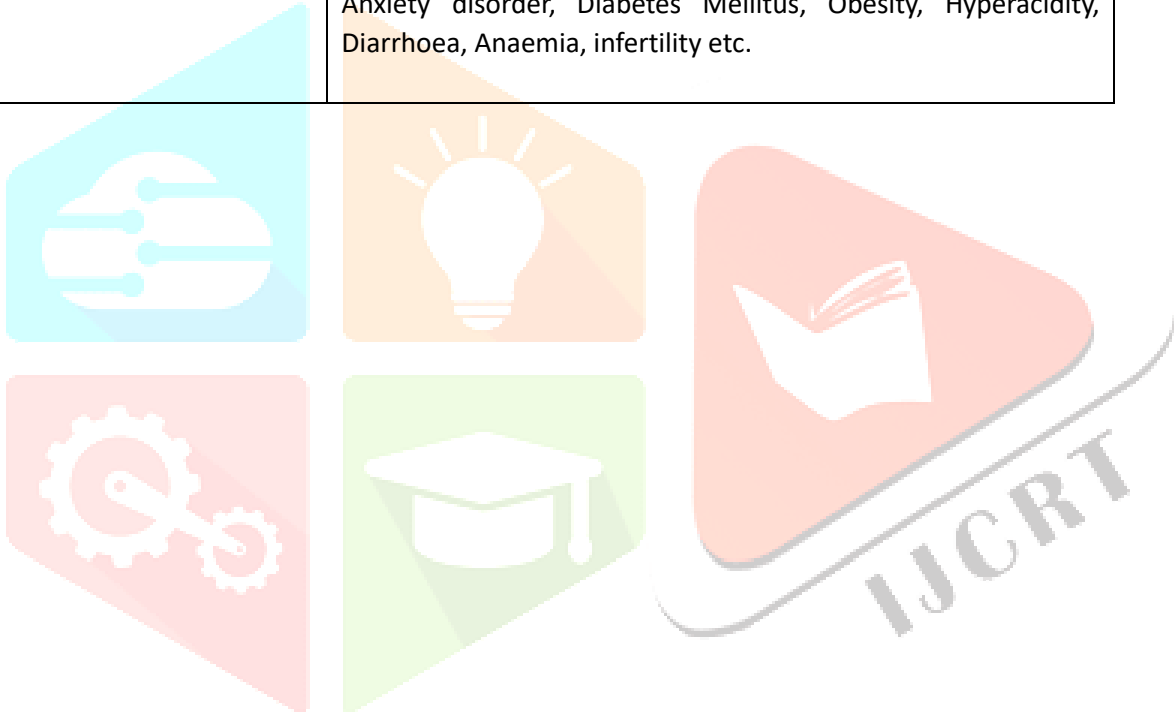 Anxiety disorder, Diabetes Mellitus, Obesity, Hyperacidity,
Diarrhoea, Anaemia, infertility etc.
IJCRT